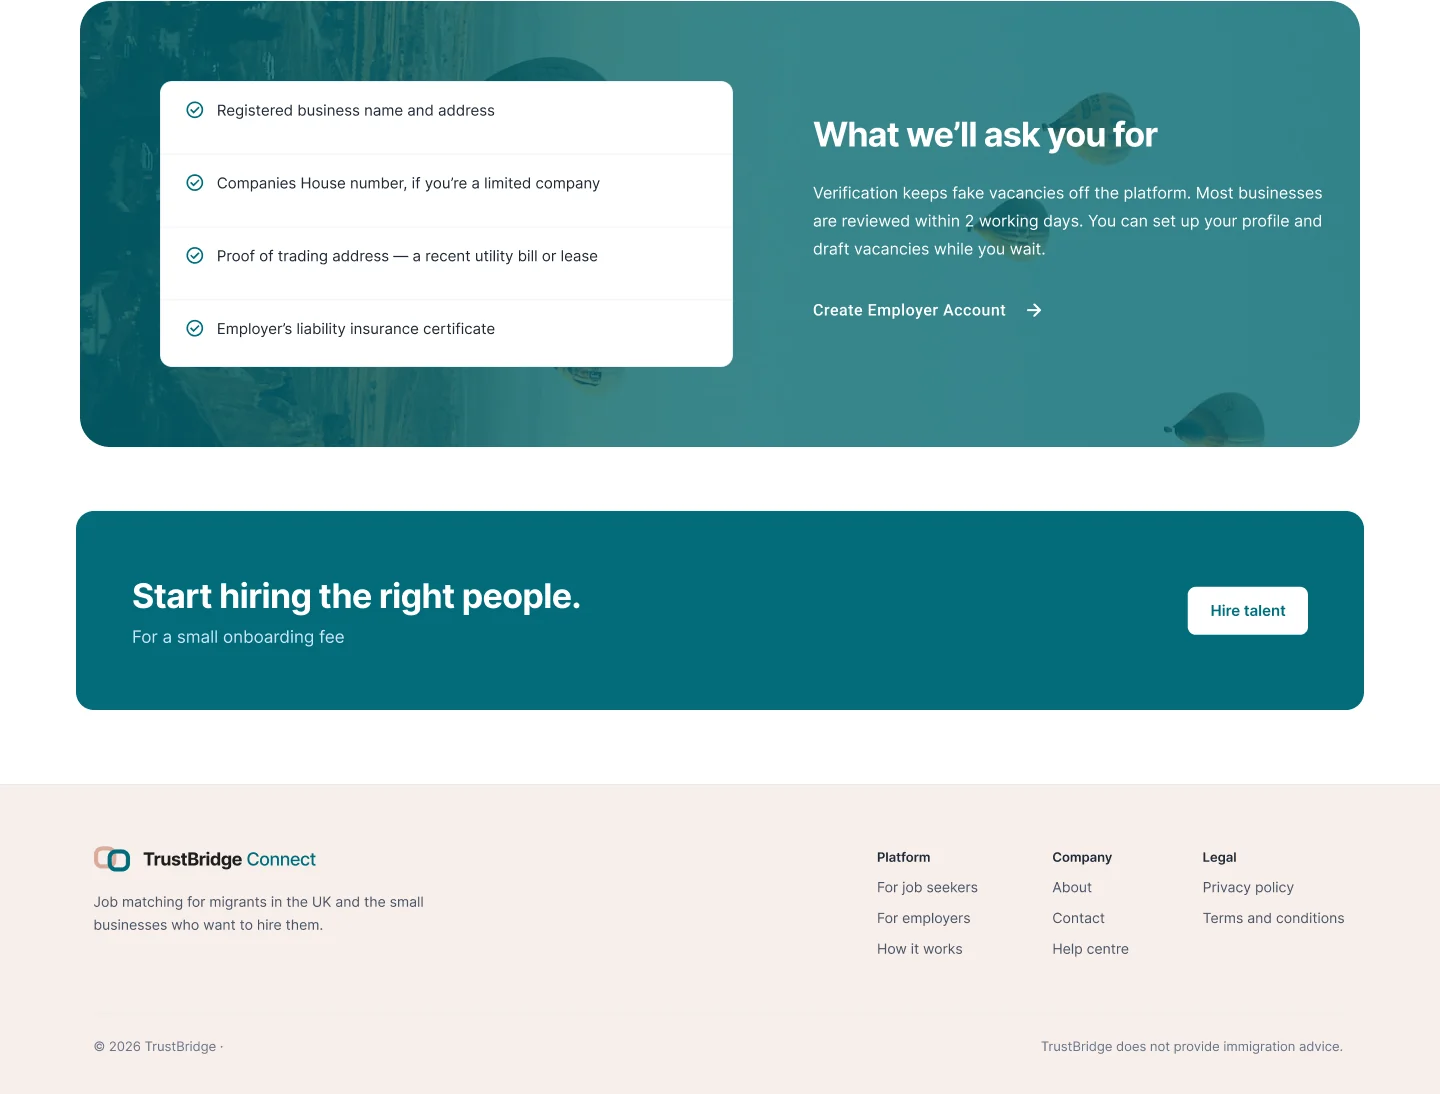 Registered business name and address
Companies House number, if you’re a limited company
Proof of trading address — a recent utility bill or lease
Employer’s liability insurance certificate
What we’ll ask you for
Verification keeps fake vacancies off the platform. Most businesses
are reviewed within 2 working days. You can set up your profile and
draft vacancies while you wait.
Create Employer Account
Start hiring the right people.
For a small onboarding fee
Hire talent
TrustBridge Connect
Job matching for migrants in the UK and the small
businesses who want to hire them.
Platform
For job seekers
For employers
How it works
Company
About
Contact
Help centre
Legal
Privacy policy
Terms and conditions
© 2026 TrustBridge ·
TrustBridge does not provide immigration advice.